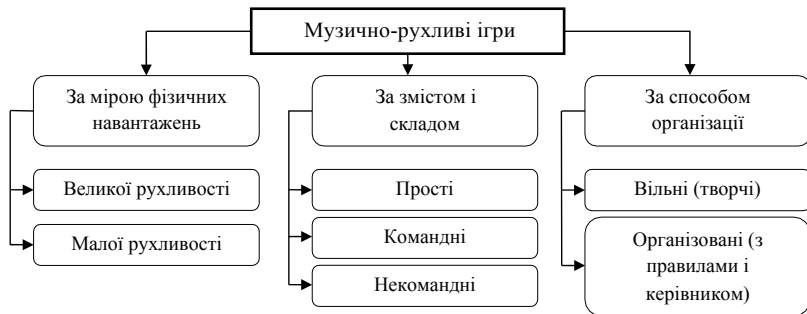 Музично-рухливі ігри
За мірою фізичних
навантажень
Великої рухливості
Малої рухливості
За змістом і
складом
Прості
Командні
Некомандні
За способом
організації
Вільні (творчі)
Організовані (з
правилами і
керівником)